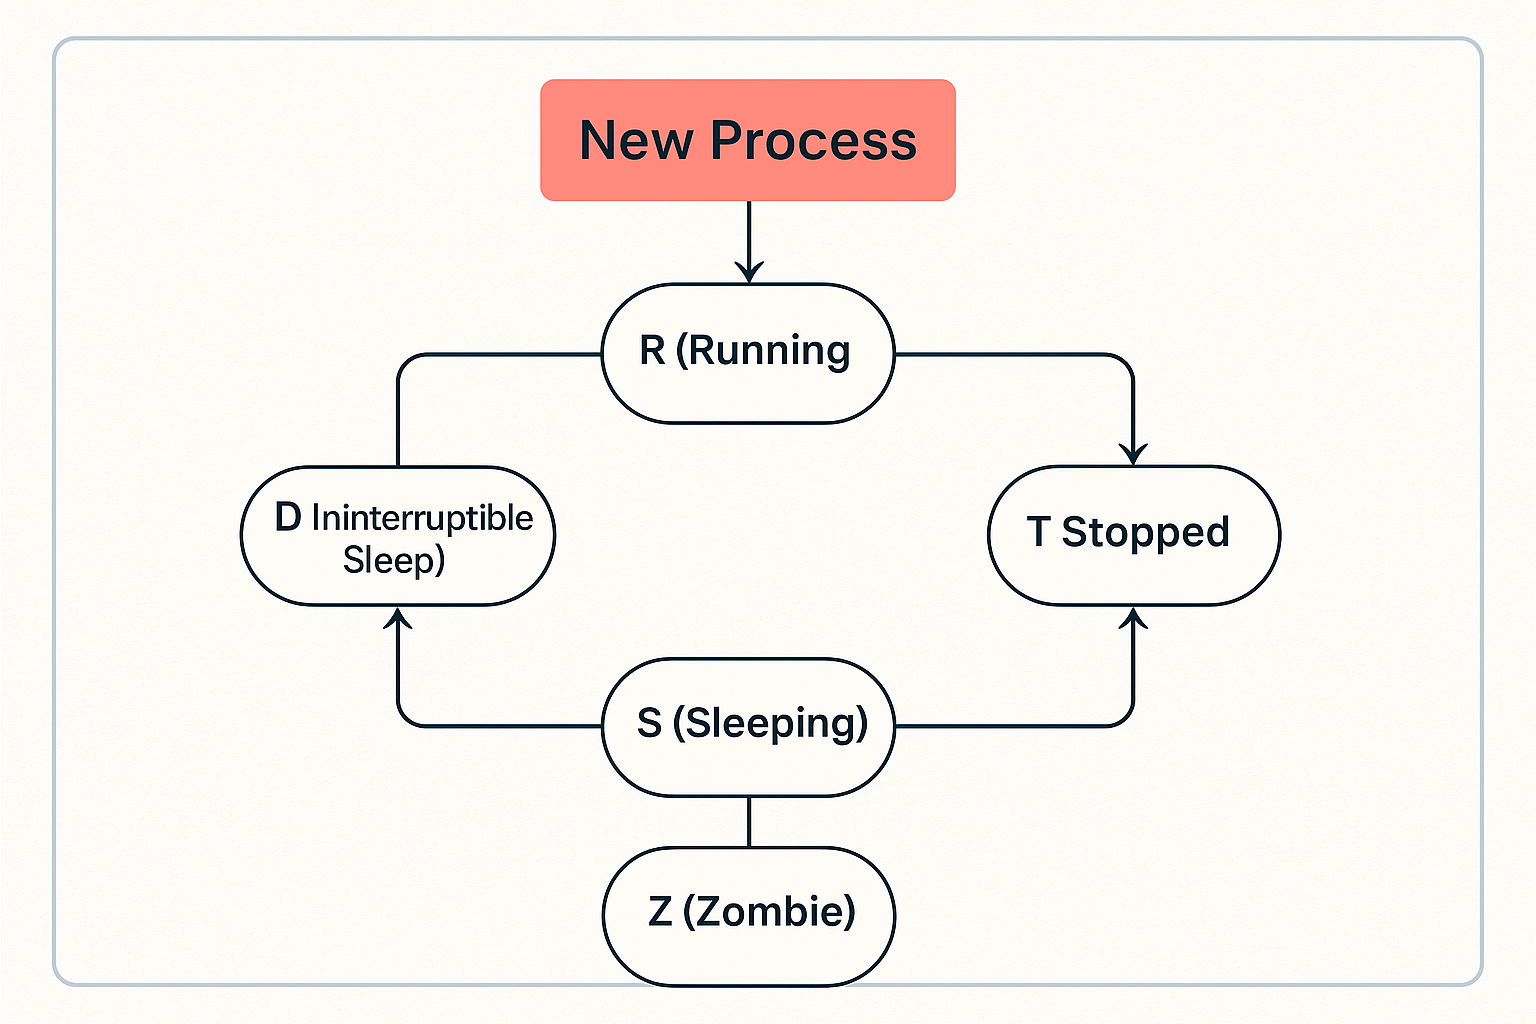 New Process
R (Running
D Ininterruptible
Sleep)
T Stopped
S (Sleeping)
Z (Zombie)